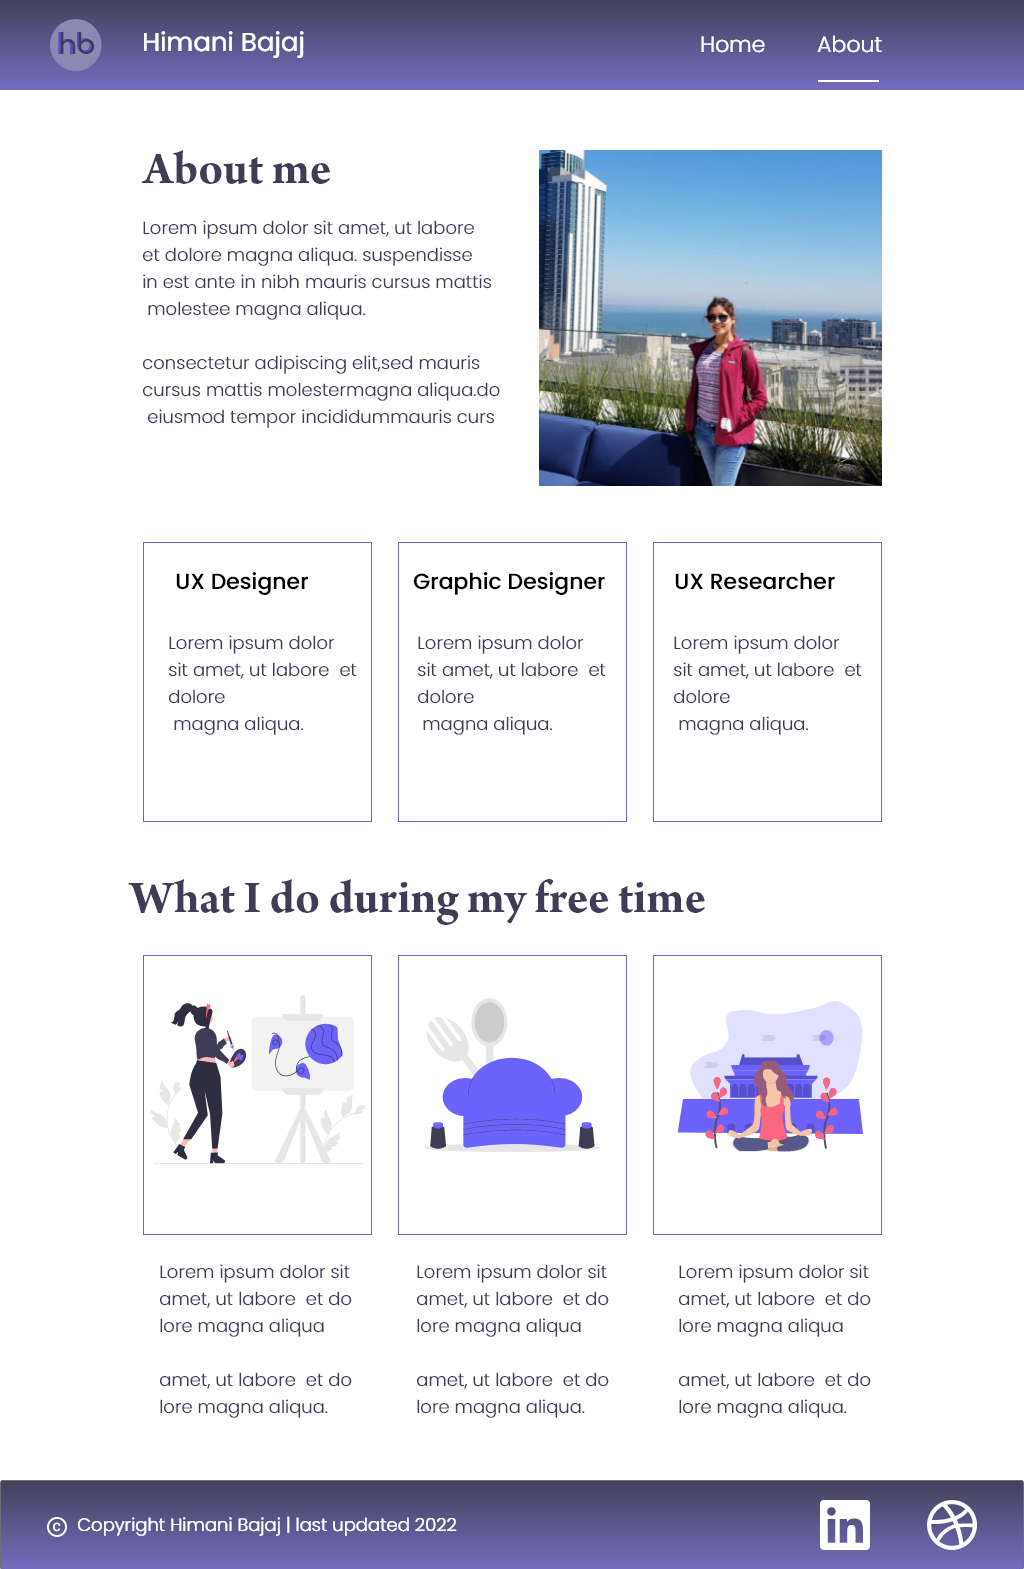 hb
Himani Bajaj
Home
About
About me
Lorem ipsum dolor sit amet, ut labore
et dolore magna aliqua. suspendisse
in est ante in nibh mauris cursus mattis
molestee magna aliqua.
consectetur adipiscing elit,sed mauris
cursus mattis molestermagna aliqua.do
eiusmod tempor incididummauris curs
UX Designer
Lorem ipsum dolor
sit amet, ut labore et
dolore
magna aliqua.
Graphic Designer
Lorem ipsum dolor
sit amet, ut labore et
dolore
magna aliqua.
UX Researcher
Lorem ipsum dolor
sit amet, ut labore et
dolore
magna aliqua.
What I do during my free time
Lorem ipsum dolor sit
amet, ut labore et do
lore magna aliqua
amet, ut labore et do
lore magna aliqua.
Lorem ipsum dolor sit
amet, ut labore et do
lore magna aliqua
amet, ut labore et do
lore magna aliqua.
Lorem ipsum dolor sit
amet, ut labore et do
lore magna aliqua
amet, ut labore et do
lore magna aliqua.
© Copyright Himani Bajaj | last updated 2022
in